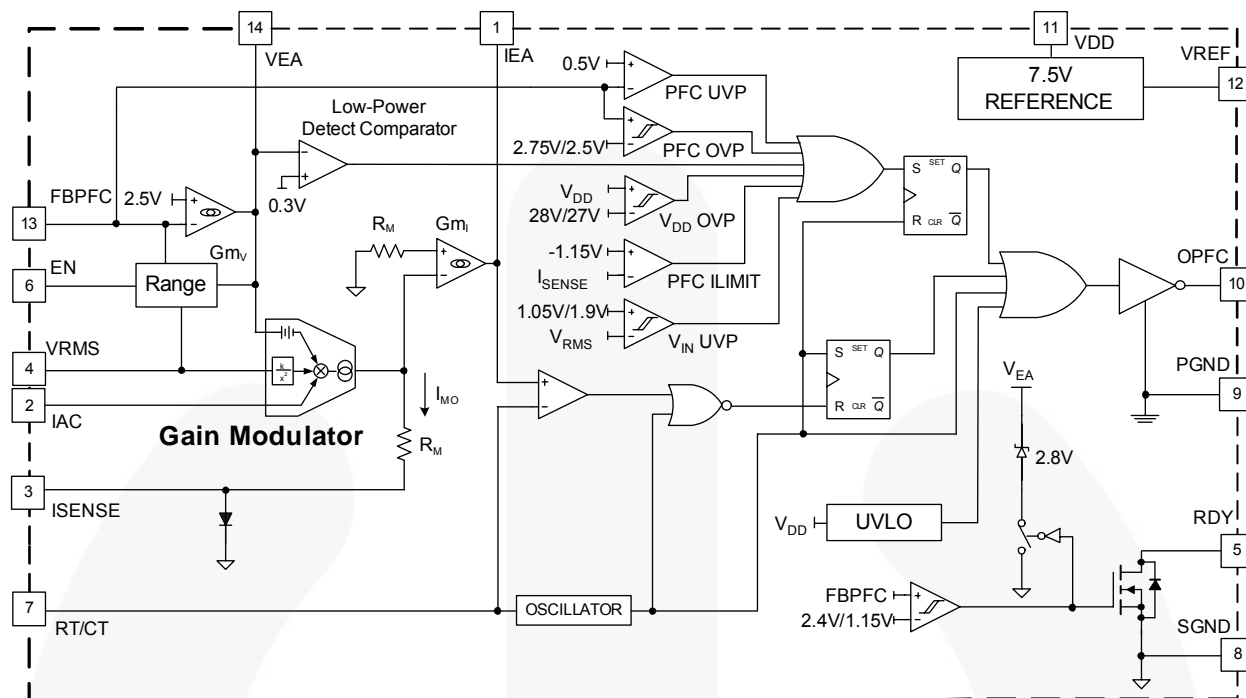 14
VEA
1
IEA
11
VDD
VREF
12
7.5V
REFERENCE
0.5V
PFC UVP
Low-Power
Detect Comparator
2.75V/2.5V
PFC OVP
0.3V
VDD
28V/27V
VDD OVP
FBPFC
13
2.5V
GmV
RM
GmI
-1.15V
ISENSE
PFC ILIMIT
S SET Q
R CLR Q
EN
6
Range
OPFC
10
1.05V/1.9V
VRMS
VIN UVP
VRMS
4
k
x²
IMO
S SET Q
R CLR Q
PGND
9
2
IAC
Gain Modulator
RM
VEA
2.8V
3
ISENSE
VDD
UVLO
RDY
5
7
RT/CT
OSCILLATOR
FBPFC
2.4V/1.15V
SGND
8